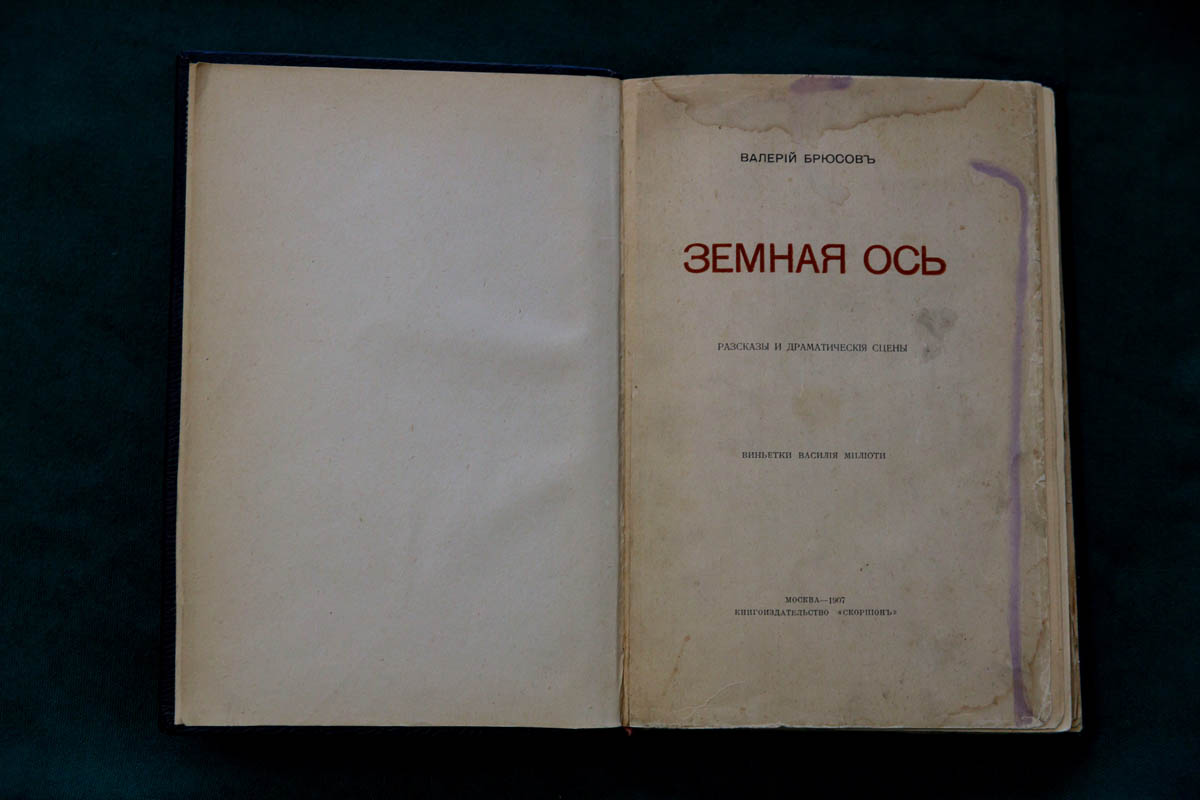 ВАЛЕРІЙ БРЮСОВЪ
ЗЕМНАЯ ОСЬ
РАЗСКАЗЫ И ДРАМАТИЧЕСКІЯ СЦЕНЫ
ВИНЬЕТКИ ВАСИЛІЯ МИЛІОТИ
МОСКВА—1907
КНИГОИЗДАТЕЛЬСТВО «СКОРПІОНЪ»